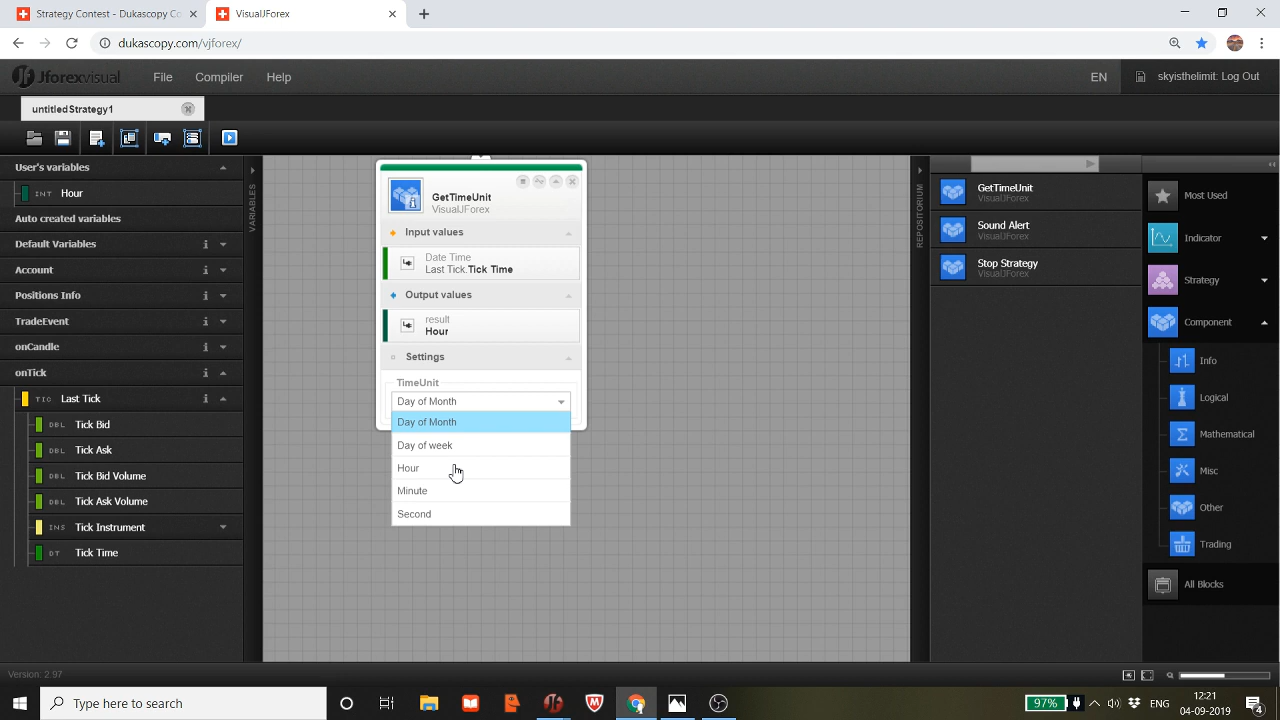 Strategy Contest - Dukascopy Co
VisualJForex
dukascopy.com/vjforex/
Jforexvisual
File
Compiler
Help
EN
skyisthelimit: Log Out
untitledStrategy1
User's variables
INT Hour
Auto created variables
Default Variables
Account
Positions Info
TradeEvent
onCandle
onTick
TIC Last Tick
DBL Tick Bid
DBL Tick Ask
DBL Tick Bid Volume
DBL Tick Ask Volume
INS Tick Instrument
DT Tick Time
VARIABLES
GetTimeUnit
VisualJForex
Input values
Date Time
Last Tick.Tick Time
Output values
result
Hour
Settings
TimeUnit
Day of Month
Day of Month
Day of week
Hour
Minute
Second
REPOSITORIUM
GetTimeUnit
VisualJForex
Sound Alert
VisualJForex
Stop Strategy
VisualJForex
Most Used
Indicator
Strategy
Component
Info
Logical
Mathematical
Misc
Other
Trading
All Blocks
Version: 2.97
Type here to search
97%
ENG
12:21
04-09-2019
4